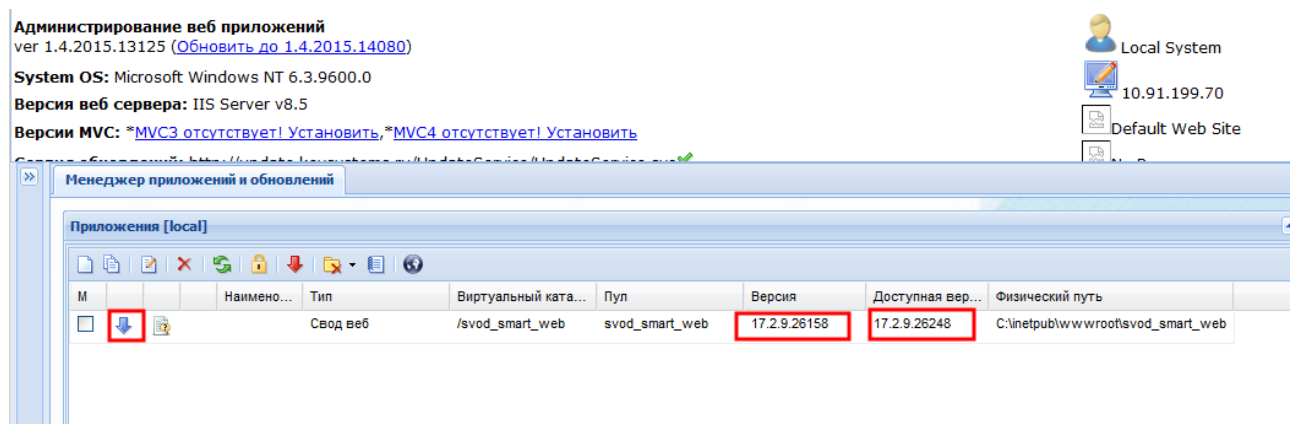 Администрирование веб приложений
ver 1.4.2015.13125 (Обновить до 1.4.2015.14080)
System OS: Microsoft Windows NT 6.3.9600.0
Версия веб сервера: IIS Server v8.5
Версии MVC: *MVC3 отсутствует! Установить,*MVC4 отсутствует! Установить
Local System
10.91.199.70
Default Web Site
Менеджер приложений и обновлений
Приложения [local]
М Наимено... Тип Виртуальный ката... Пул Версия Доступная вер... Физический путь
Свод веб /svod_smart_web svod_smart_web 17.2.9.26158 17.2.9.26248 C:\inetpub\wwwroot\svod_smart_web